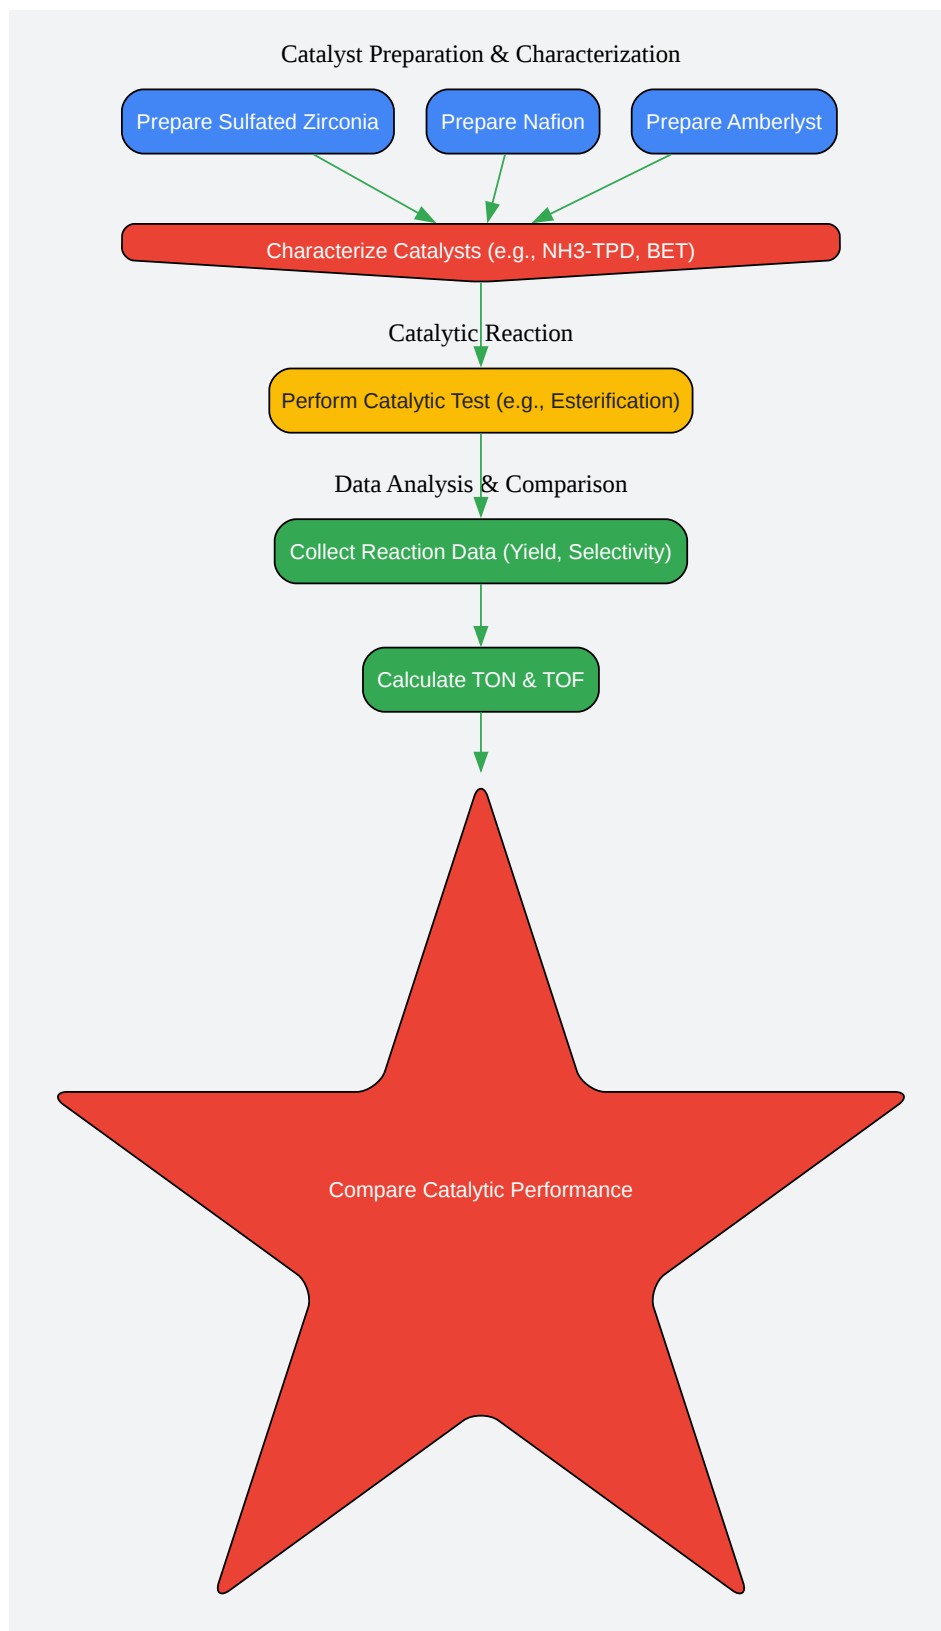 Catalyst Preparation & Characterization
Prepare Sulfated Zirconia
Prepare Nafion
Prepare Amberlyst
Characterize Catalysts (e.g., NH3-TPD, BET)
Catalytic Reaction
Perform Catalytic Test (e.g., Esterification)
Data Analysis & Comparison
Collect Reaction Data (Yield, Selectivity)
Calculate TON & TOF
Compare Catalytic Performance